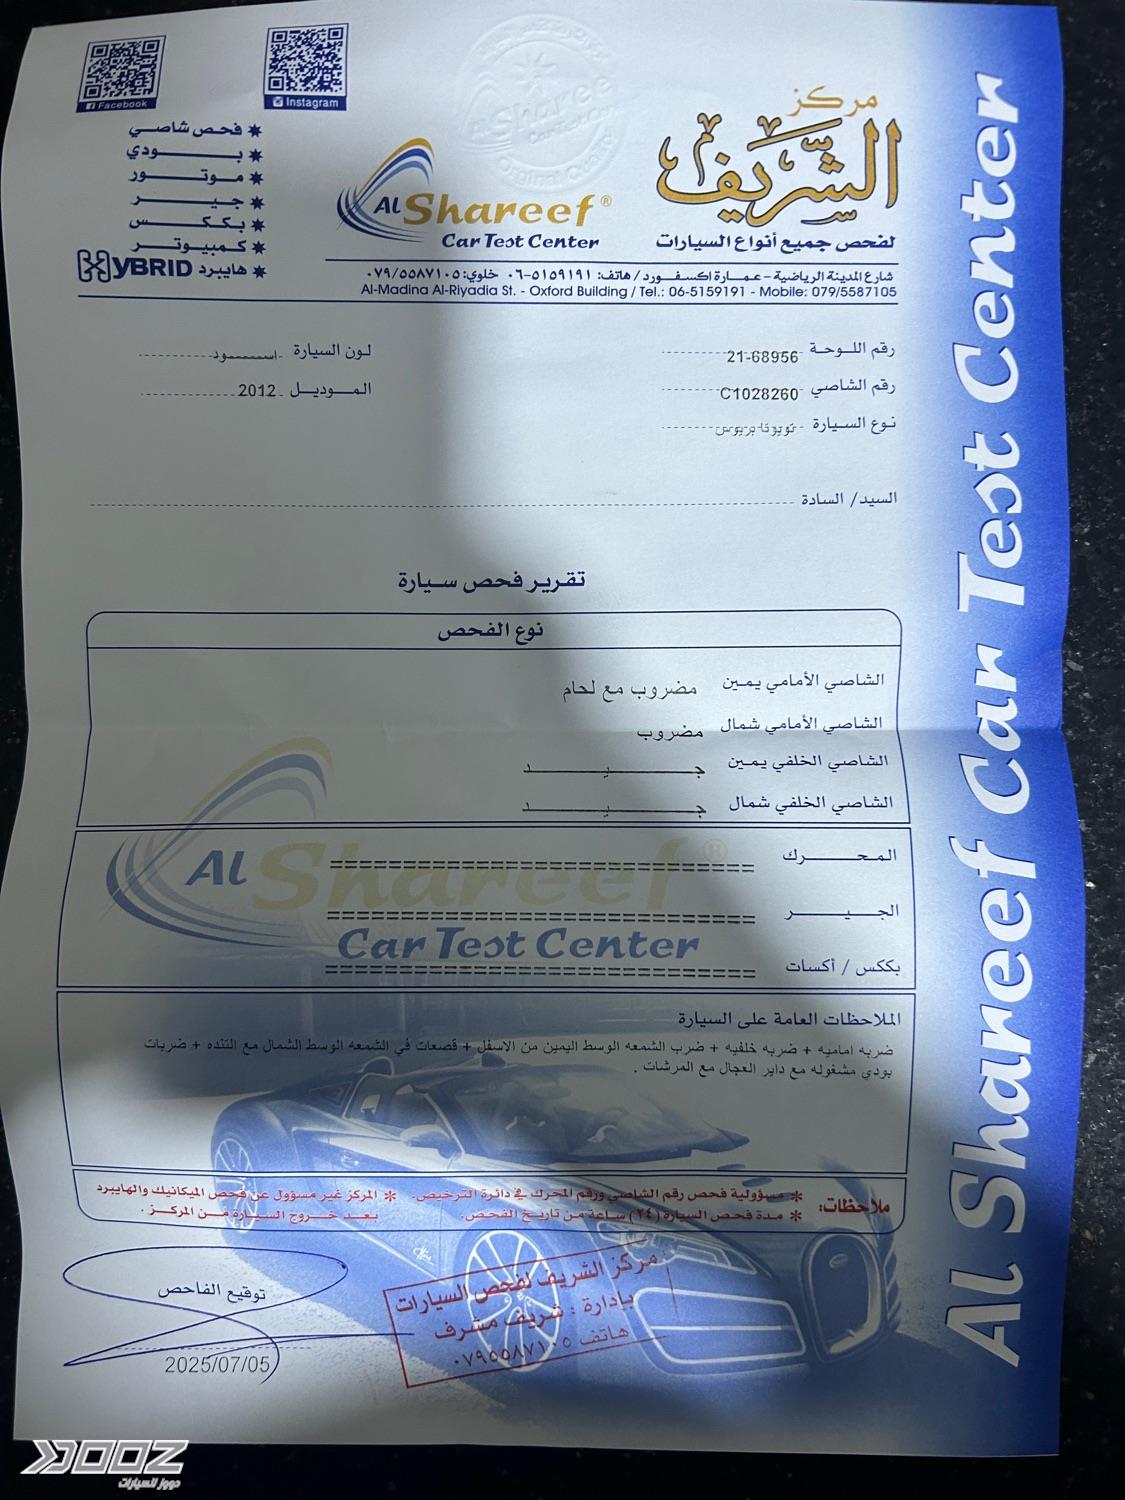 Facebook
Instagram
✷ فحص شاصي
✷ بودي
✷ موتور
✷ جير
✷ بككس
✷ كمبيوتر
✷ هايبرد HYBRID
Al Shareef ®
Car Test Center
مركز
الشريف
لفحص جميع أنواع السيارات
شارع المدينة الرياضية - عمارة اكسفورد / هاتف: ٥١٥٩١٩١-٠٦ خلوي: ٠٧٩/٥٥٨٧١٠٥
Al-Madina Al-Riyadia St. - Oxford Building / Tel.: 06-5159191 - Mobile: 079/5587105
رقم اللوحة 21-68956
لون السيارة اسود
رقم الشاصي C1028260
الموديل 2012
نوع السيارة تويوتا بريوس
السيد/ السادة
تقرير فحص سيارة
نوع الفحص
الشاصي الأمامي يمين مضروب مع لحام
الشاصي الأمامي شمال مضروب
الشاصي الخلفي يمين جيد
الشاصي الخلفي شمال جيد
المحرك
الجير
بككس / أكسات
Al Shareef ®
Car Test Center
الملاحظات العامة على السيارة
ضربه اماميه + ضربه خلفيه + ضرب الشمعه الوسط اليمين من الاسفل + قصعات في الشمعه الوسط الشمال مع التنده + ضربات
بودي مشغوله مع داير العجال مع المرشات .
ملاحظات:
* مسؤولية فحص رقم الشاصي ورقم المحرك في دائرة الترخيص.
* مدة فحص السيارة (٢٤) ساعة من تاريخ الفحص.
* المركز غير مسؤول عن فحص الميكانيك والهايبرد
بعد خروج السيارة من المركز.
توقيع الفاحص
2025/07/05
مركز الشريف لفحص السيارات
بإدارة : شريف مشرف
هاتف ٠٧٩٥٥٨٧١٠٥
Al Shareef Car Test Center
DOOZ
دووز للسيارات